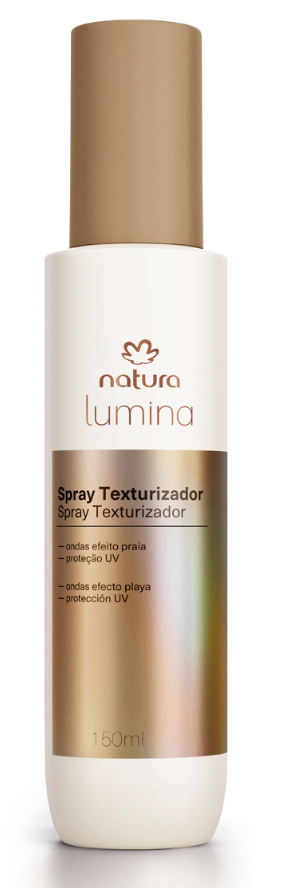 natura
lumina
Spray Texturizador
Spray Texturizador
— ondas efeito praia
— proteção UV
— ondas efecto playa
— protección UV
150ml